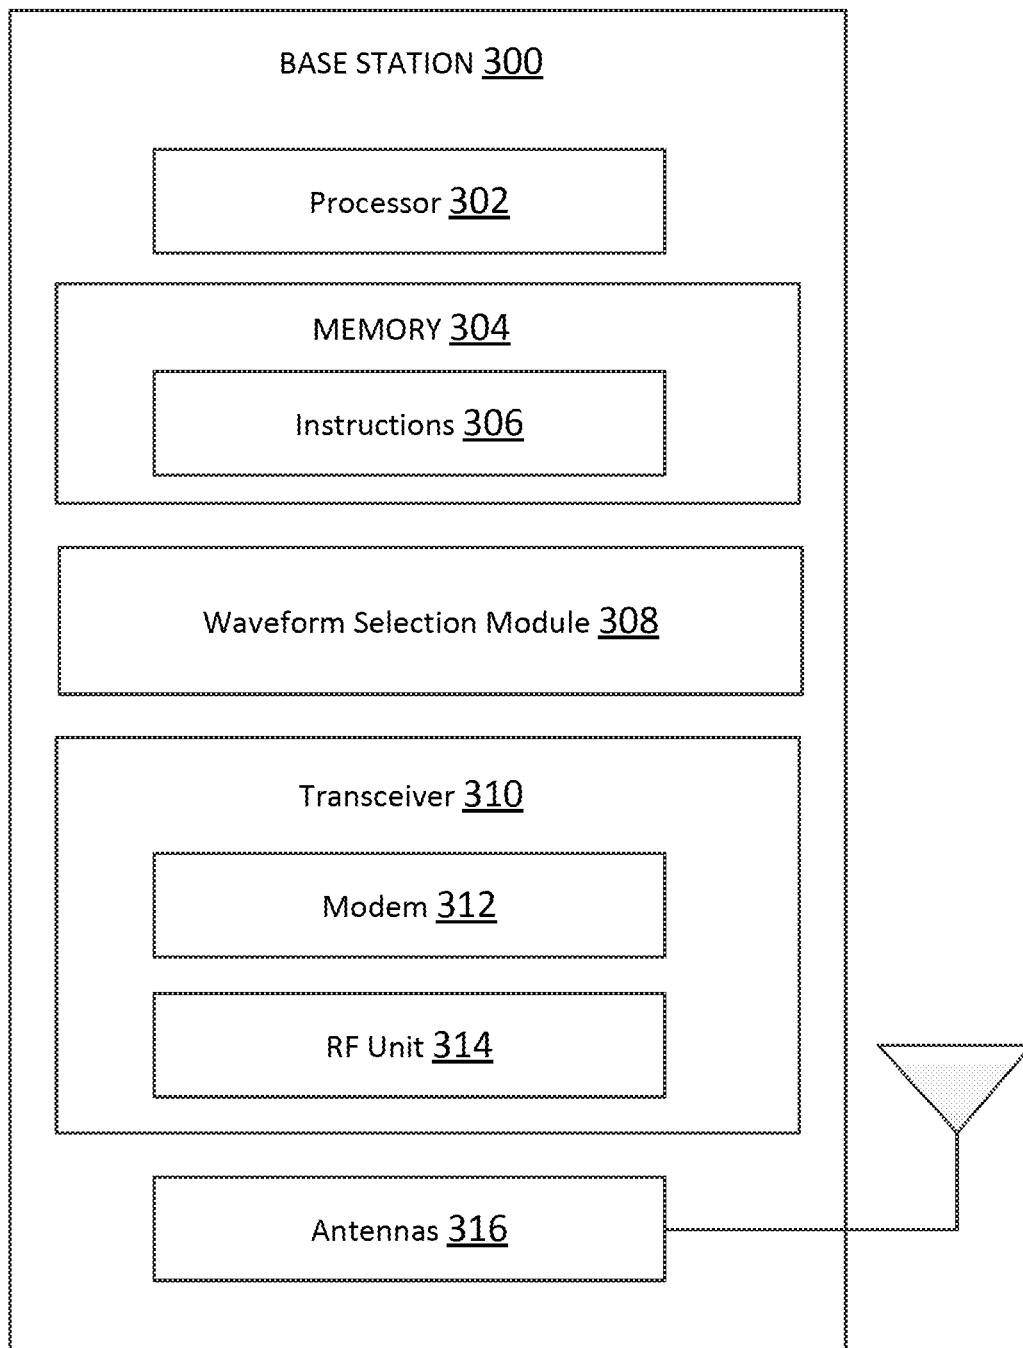 BASE STATION 300
Processor 302
MEMORY 304
Instructions 306
Waveform Selection Module 308
Transceiver 310
Modem 312
RF Unit 314
Antennas 316